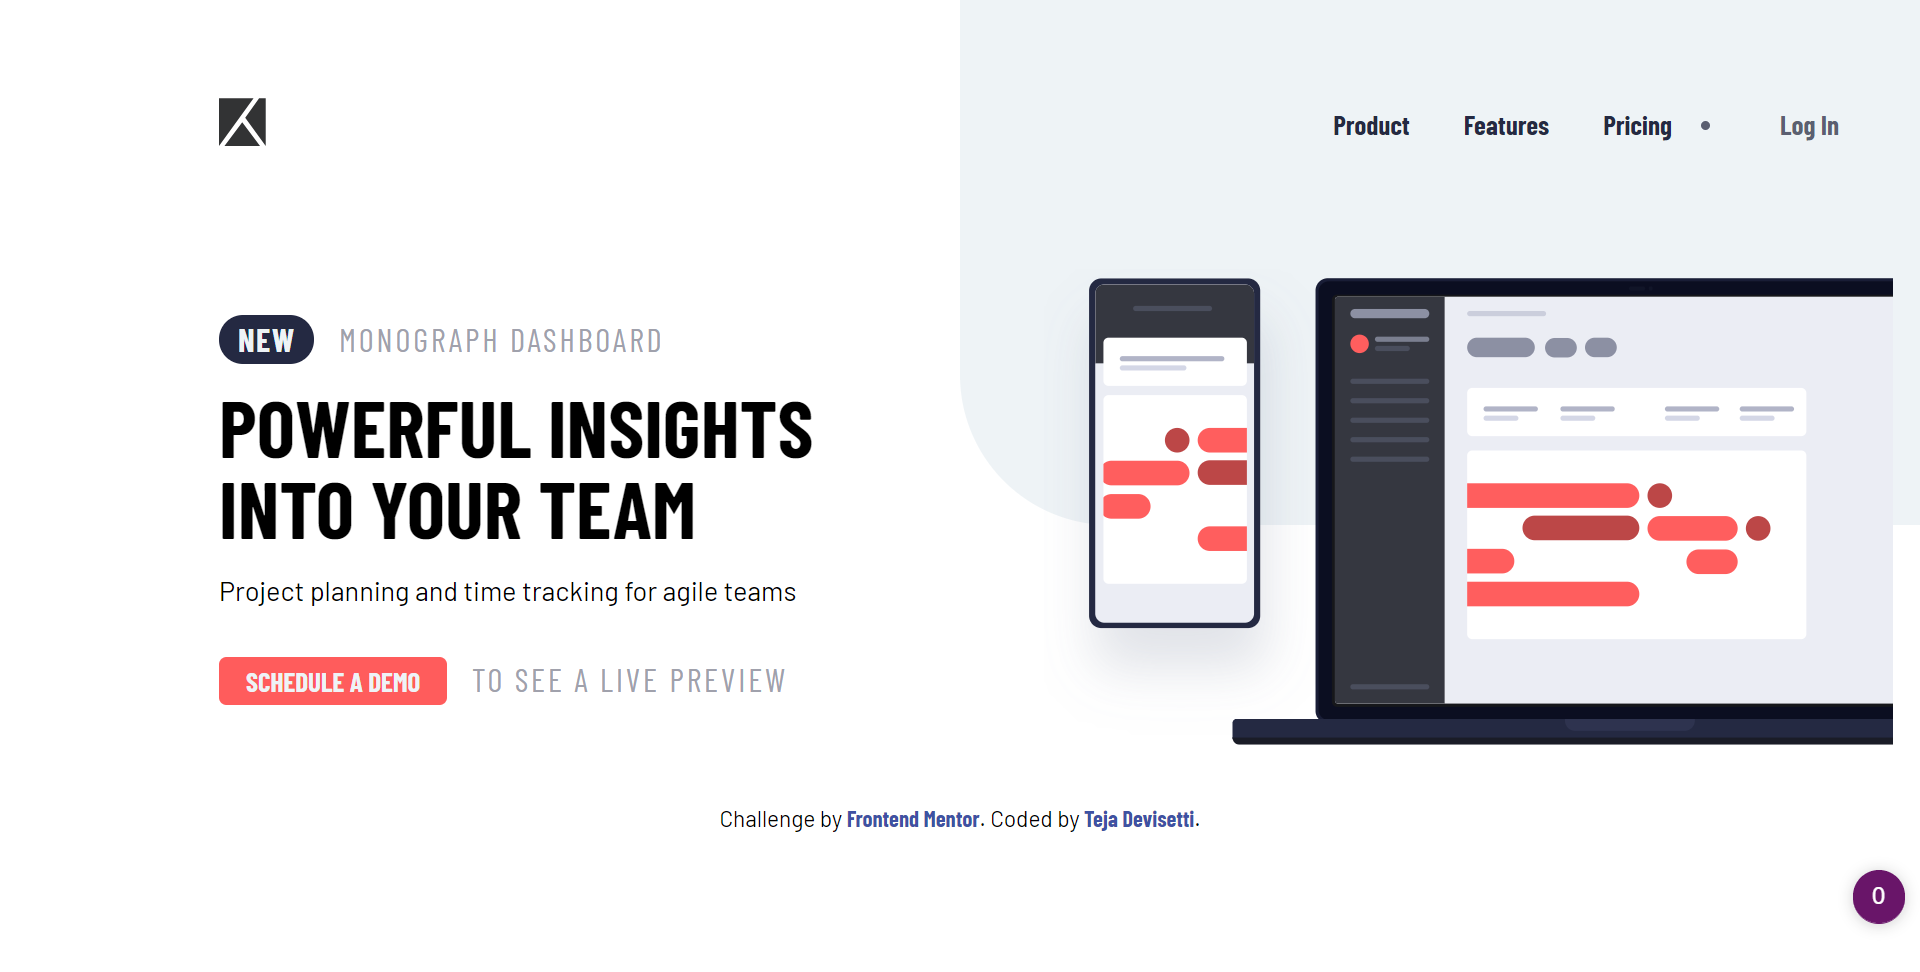 Product Features Pricing Log In
NEW MONOGRAPH DASHBOARD
POWERFUL INSIGHTS
INTO YOUR TEAM
Project planning and time tracking for agile teams
SCHEDULE A DEMO TO SEE A LIVE PREVIEW
Challenge by Frontend Mentor. Coded by Teja Devisetti.
0